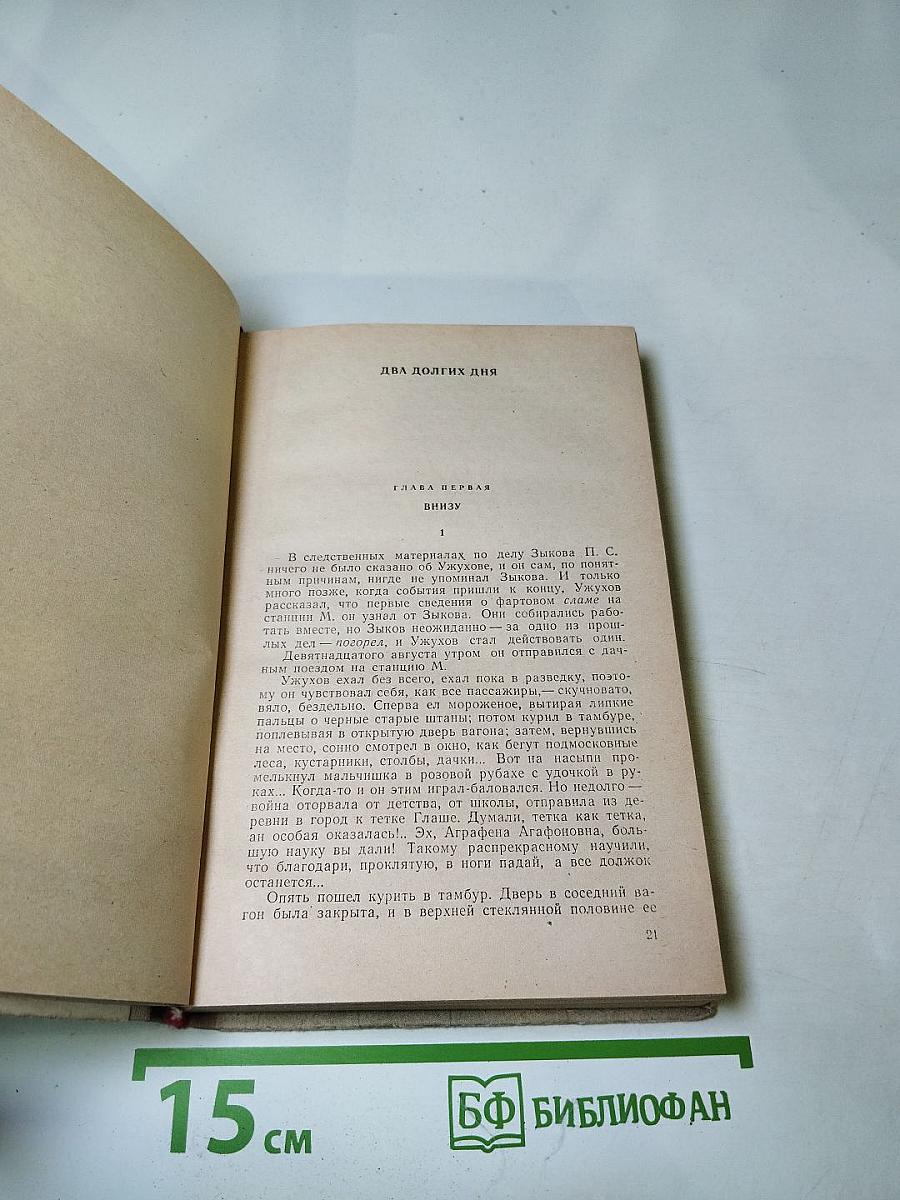 ДВА ДОЛГИХ ДНЯ
ГЛАВА ПЕРВАЯ
ВНИЗУ
1
В следственных материалах по делу Зыкова П. С.
ничего не было сказано об Ужухове, и он сам, по понят-
ным причинам, нигде не упоминал Зыкова. И только
много позже, когда события пришли к концу, Ужухов
рассказал, что первые сведения о фартовом сламе на
станции М. он узнал от Зыкова. Они собирались рабо-
тать вместе, но Зыков неожиданно — за одно из прош-
лых дел — погорел, и Ужухов стал действовать один.
Девятнадцатого августа утром он отправился с дач-
ным поездом на станцию М.
Ужухов ехал без всего, ехал пока в разведку, поэто-
му он чувствовал себя, как все пассажиры,— скучновато,
вяло, бездельно. Сперва ел мороженое, вытирая липкие
пальцы о черные старые штаны; потом курил в тамбуре,
поплевывая в открытую дверь вагона; затем, вернувшись
на место, сонно смотрел в окно, как бегут подмосковные
леса, кустарники, столбы, дачки... Вот на насыпи про-
мелькнул мальчишка в розовой рубахе с удочкой в ру-
ках... Когда-то и он этим играл-баловался. Но недолго —
война оторвала от детства, от школы, отправила из де-
ревни в город к тетке Глаше. Думали, тетка как тетка,
ан особая оказалась!.. Эх, Аграфена Агафоновна, боль-
шую науку вы дали! Такому распрекрасному научили,
что благодари, проклятую, в ноги падай, а все должок
останется...
Опять пошел курить в тамбур. Дверь в соседний ва-
гон была закрыта, и в верхней стеклянной половине ее
21
15 см
БФ БИБЛИОФАН